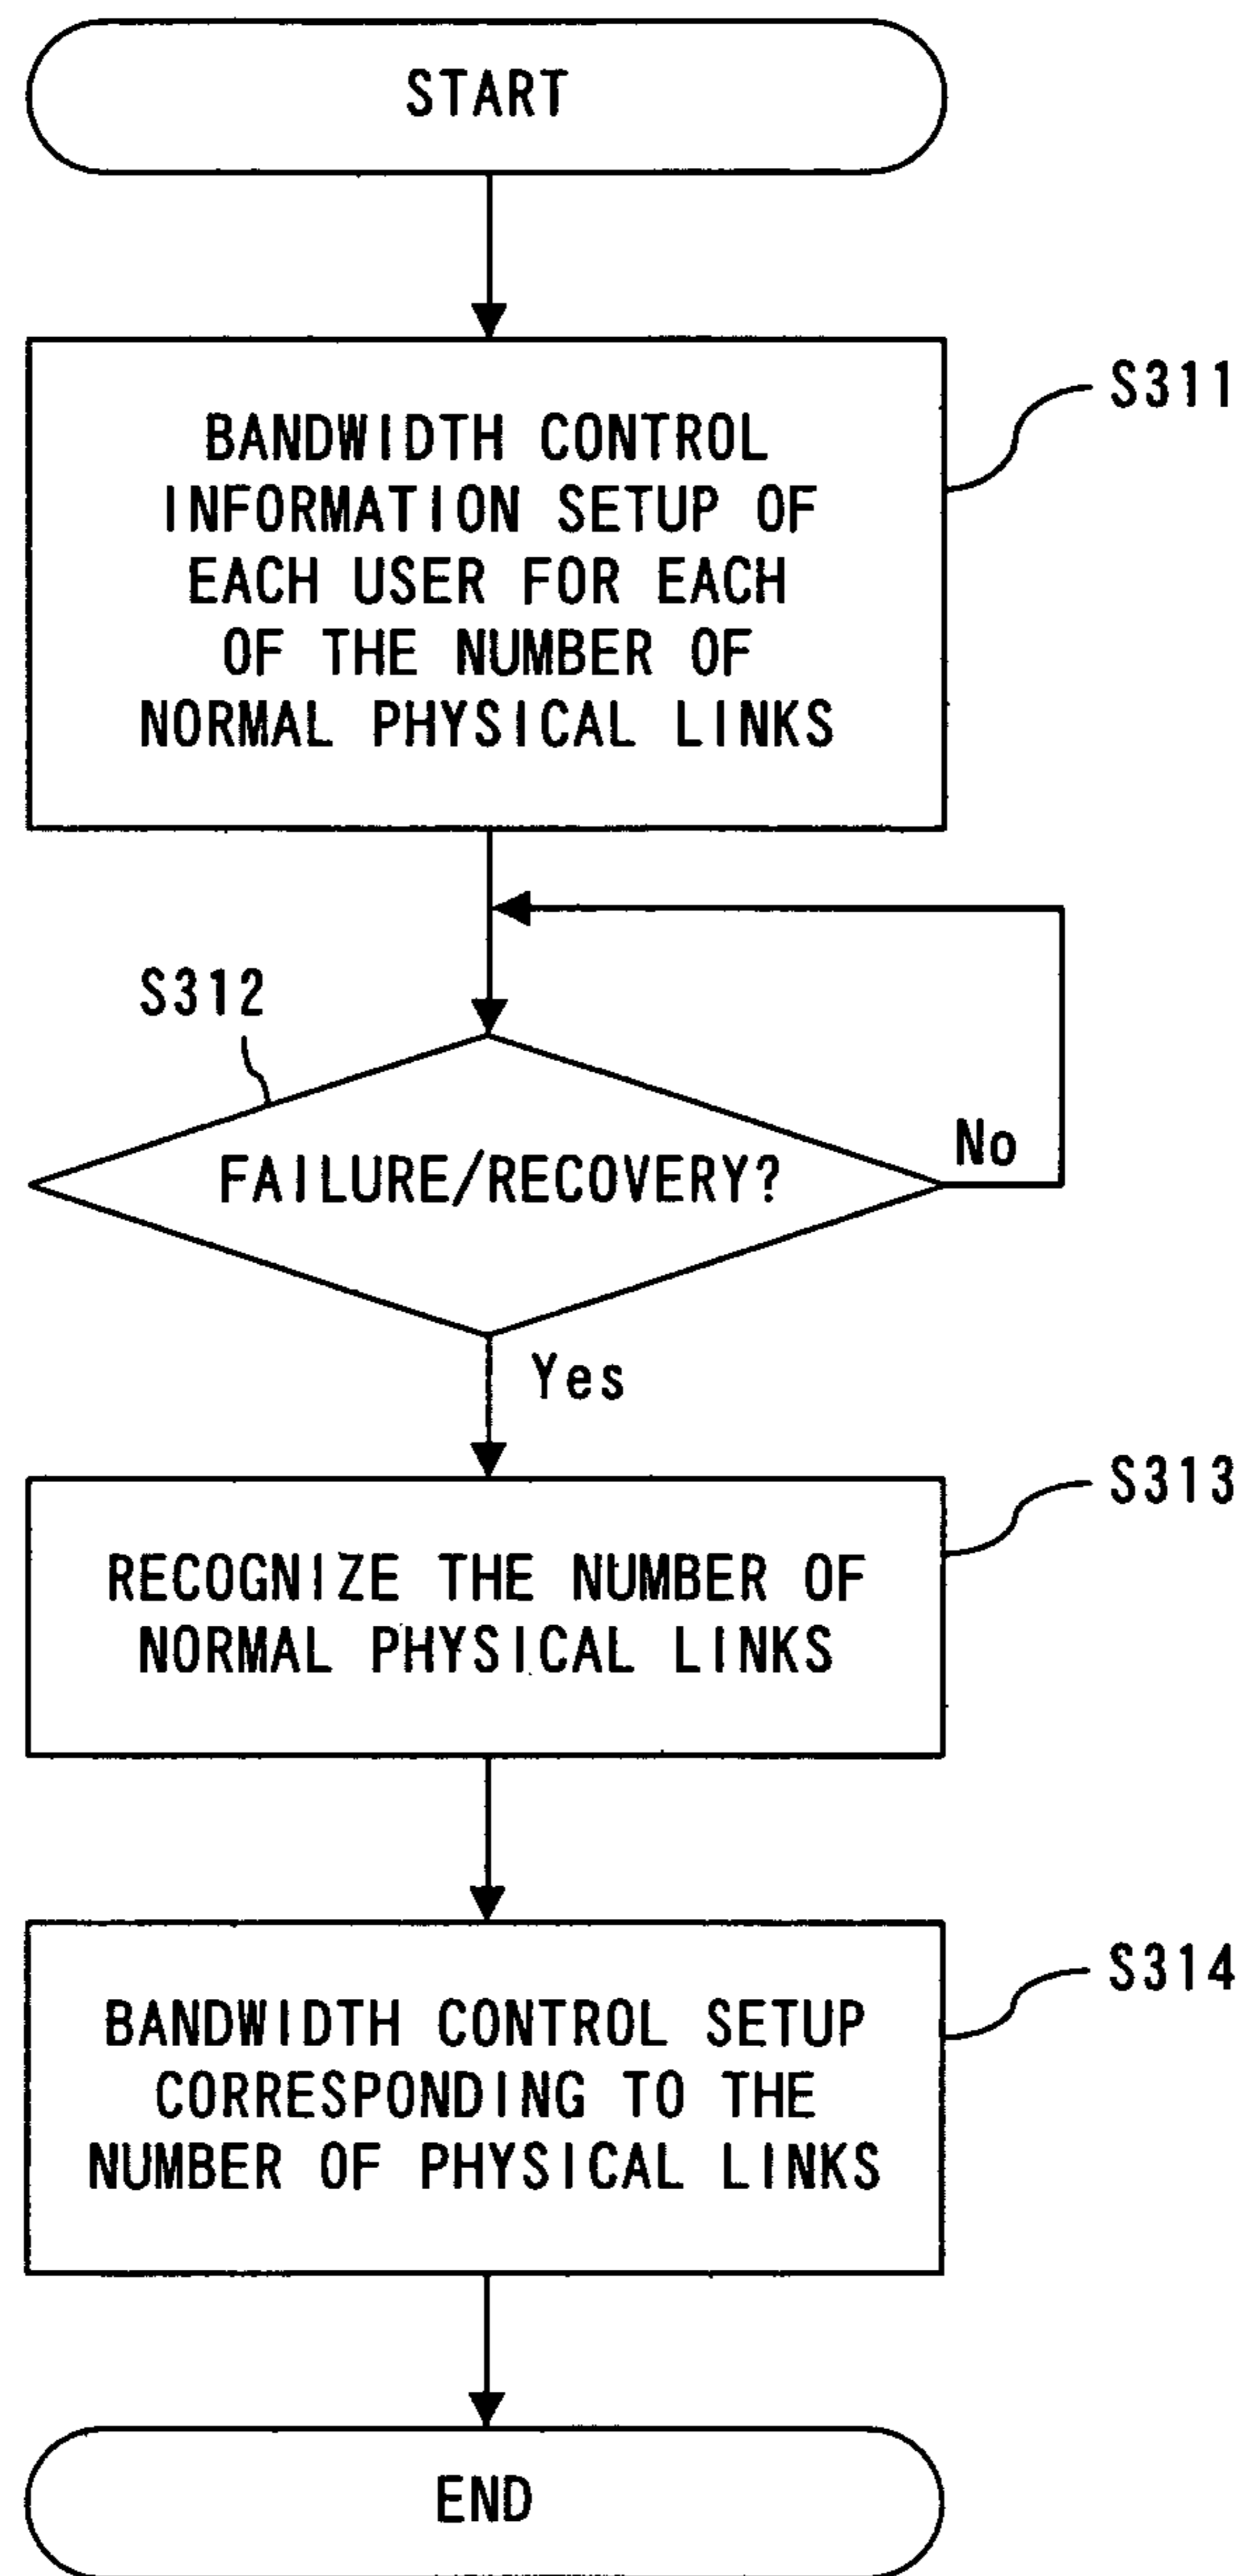 START
S311
BANDWIDTH CONTROL
INFORMATION SETUP OF
EACH USER FOR EACH
OF THE NUMBER OF
NORMAL PHYSICAL LINKS
S312
FAILURE/RECOVERY?
No
Yes
S313
RECOGNIZE THE NUMBER OF
NORMAL PHYSICAL LINKS
S314
BANDWIDTH CONTROL SETUP
CORRESPONDING TO THE
NUMBER OF PHYSICAL LINKS
END